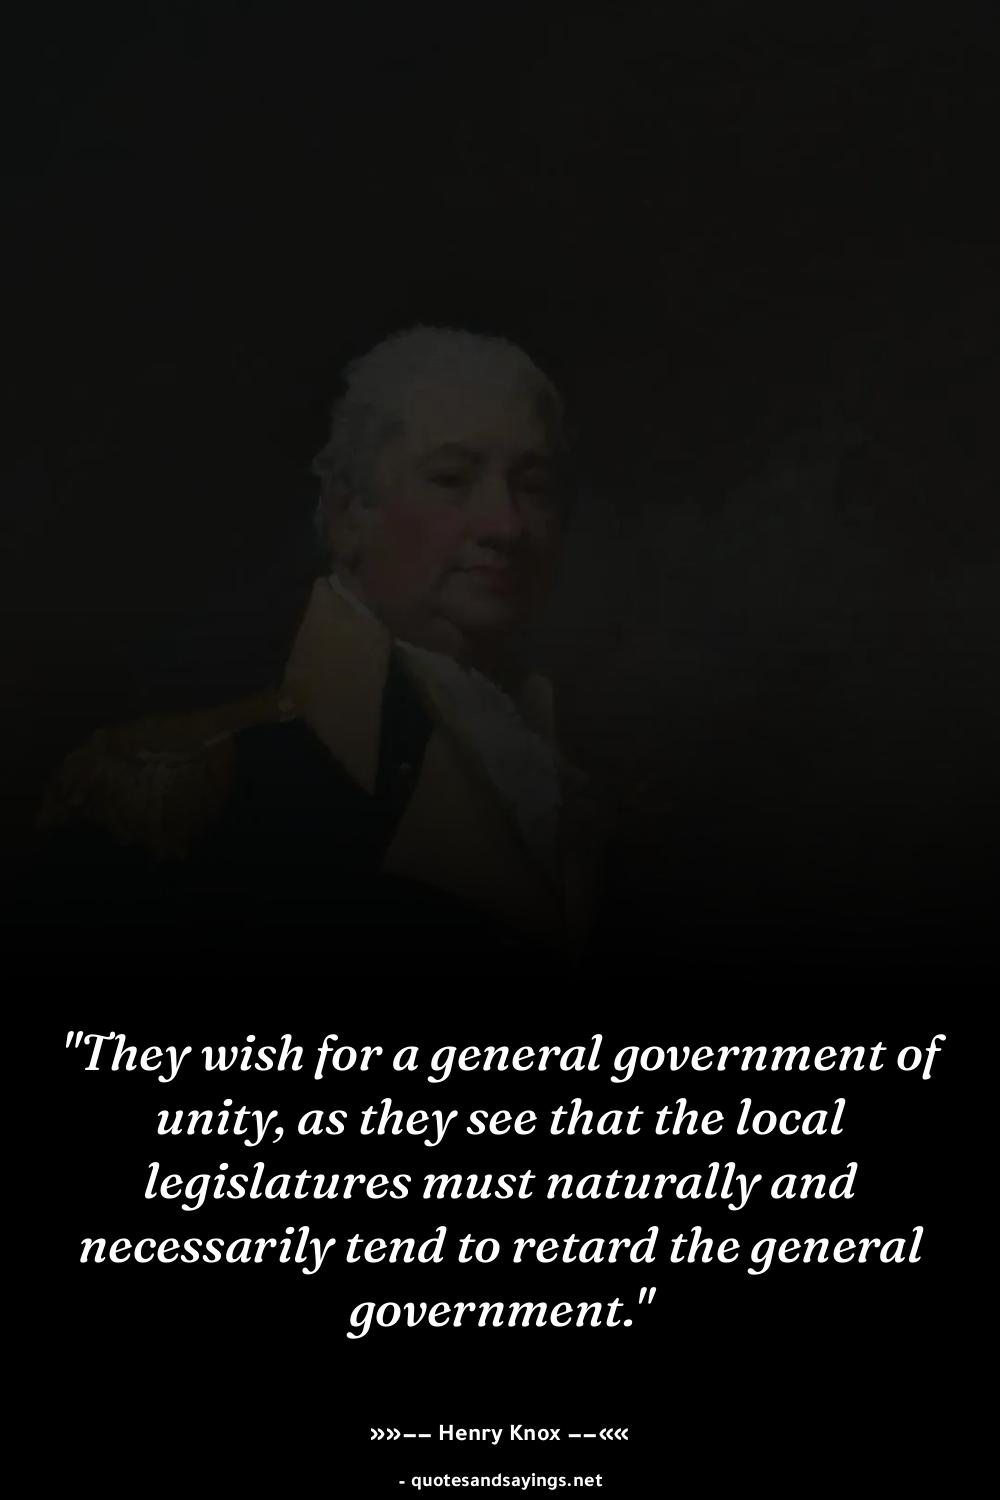 "They wish for a general government of
unity, as they see that the local
legislatures must naturally and
necessarily tend to retard the general
government."
»»–– Henry Knox ––««
- quotesandsayings.net